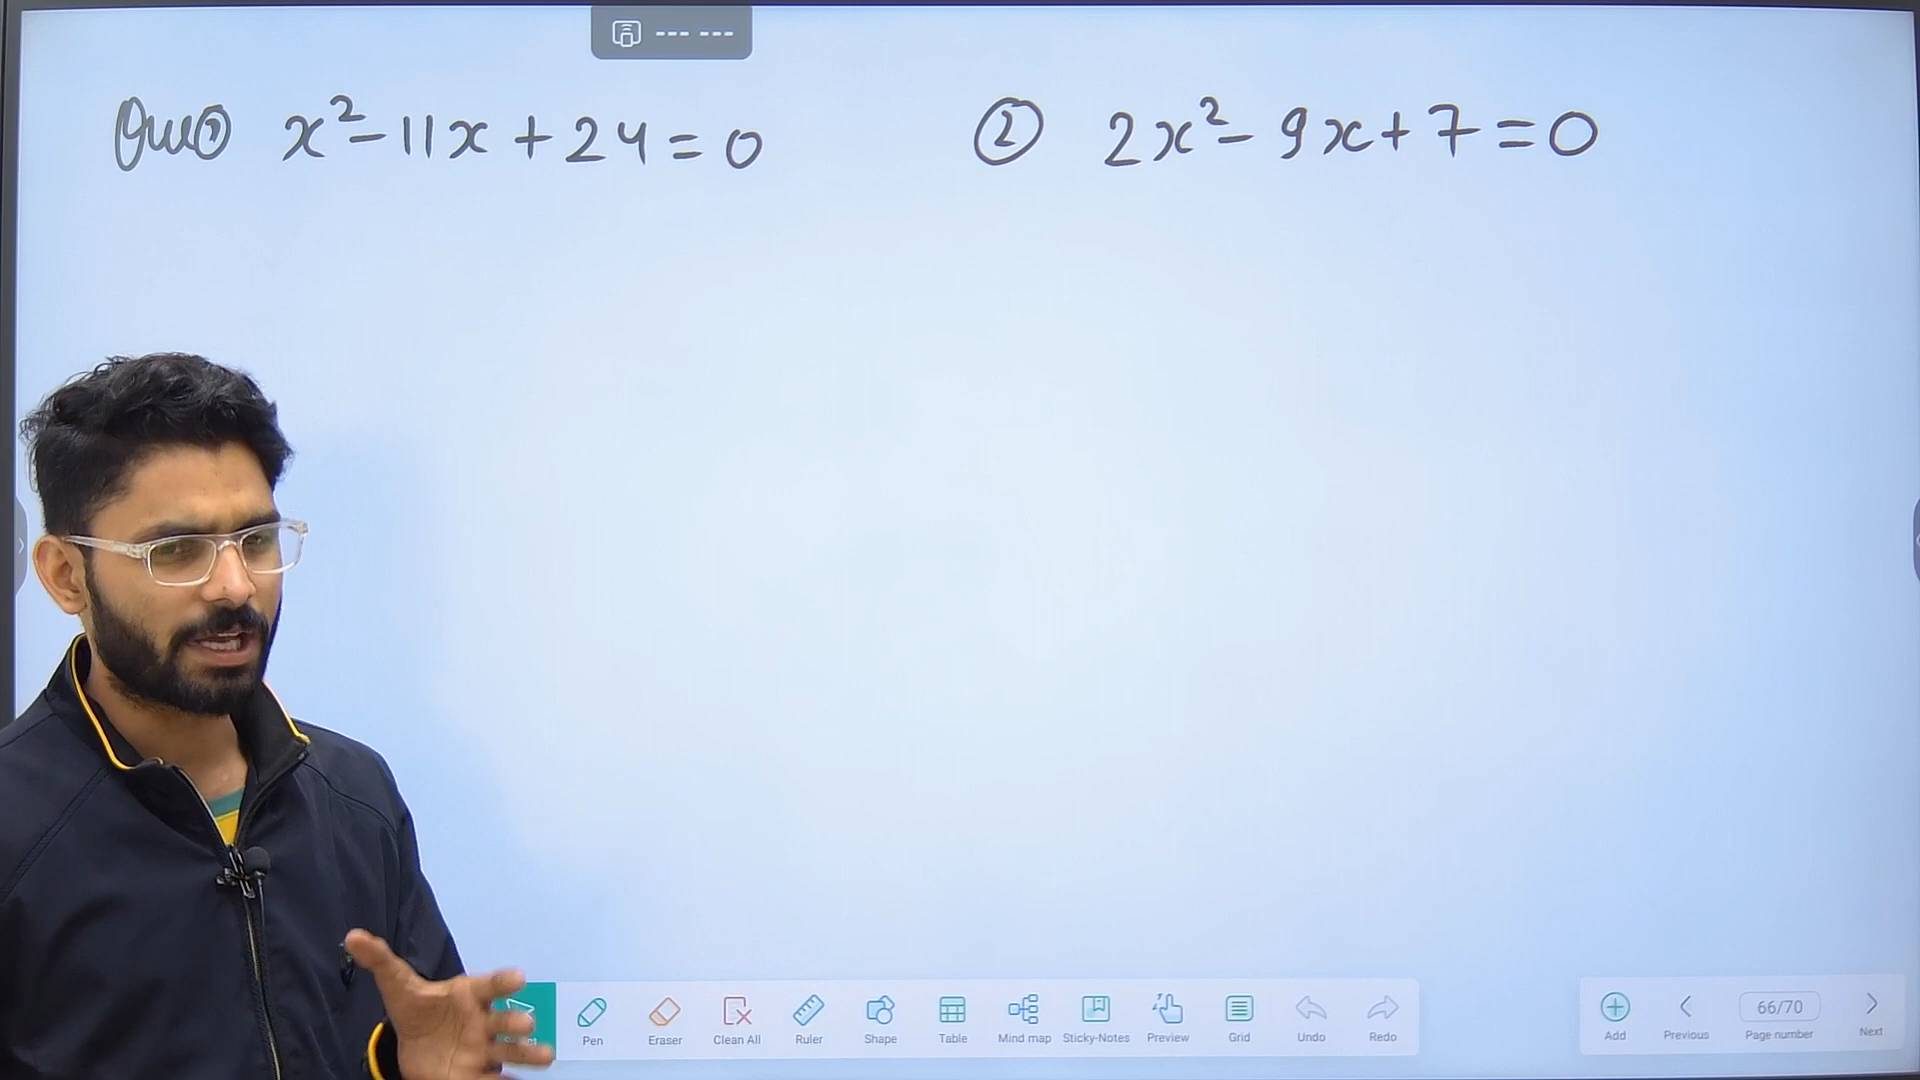 Ques① x²-11x+24=0
② 2x²-9x+7=0
Pen
Eraser
Clean All
Ruler
Shape
Table
Mind map
Sticky-Notes
Preview
Grid
Undo
Redo
Add
Previous
66/70
Page number
Next